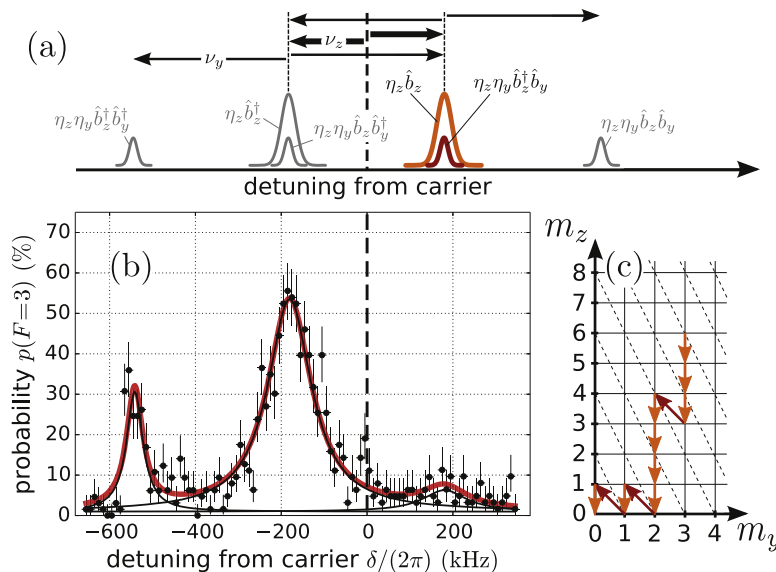 (a)
ν_y
ν_z
η_z b̂_z
η_z η_y b̂_z^† b̂_y
η_z b̂_z^†
η_z η_y b̂_z^† b̂_y^†
η_z η_y b̂_z b̂_y^†
η_z η_y b̂_z b̂_y
detuning from carrier
(b)
probability p(F=3) (%)
70
60
50
40
30
20
10
0
−600
−400
−200
0
200
detuning from carrier δ/(2π) (kHz)
(c)
m_z
8
7
6
5
4
3
2
1
0
0 1 2 3 4
m_y